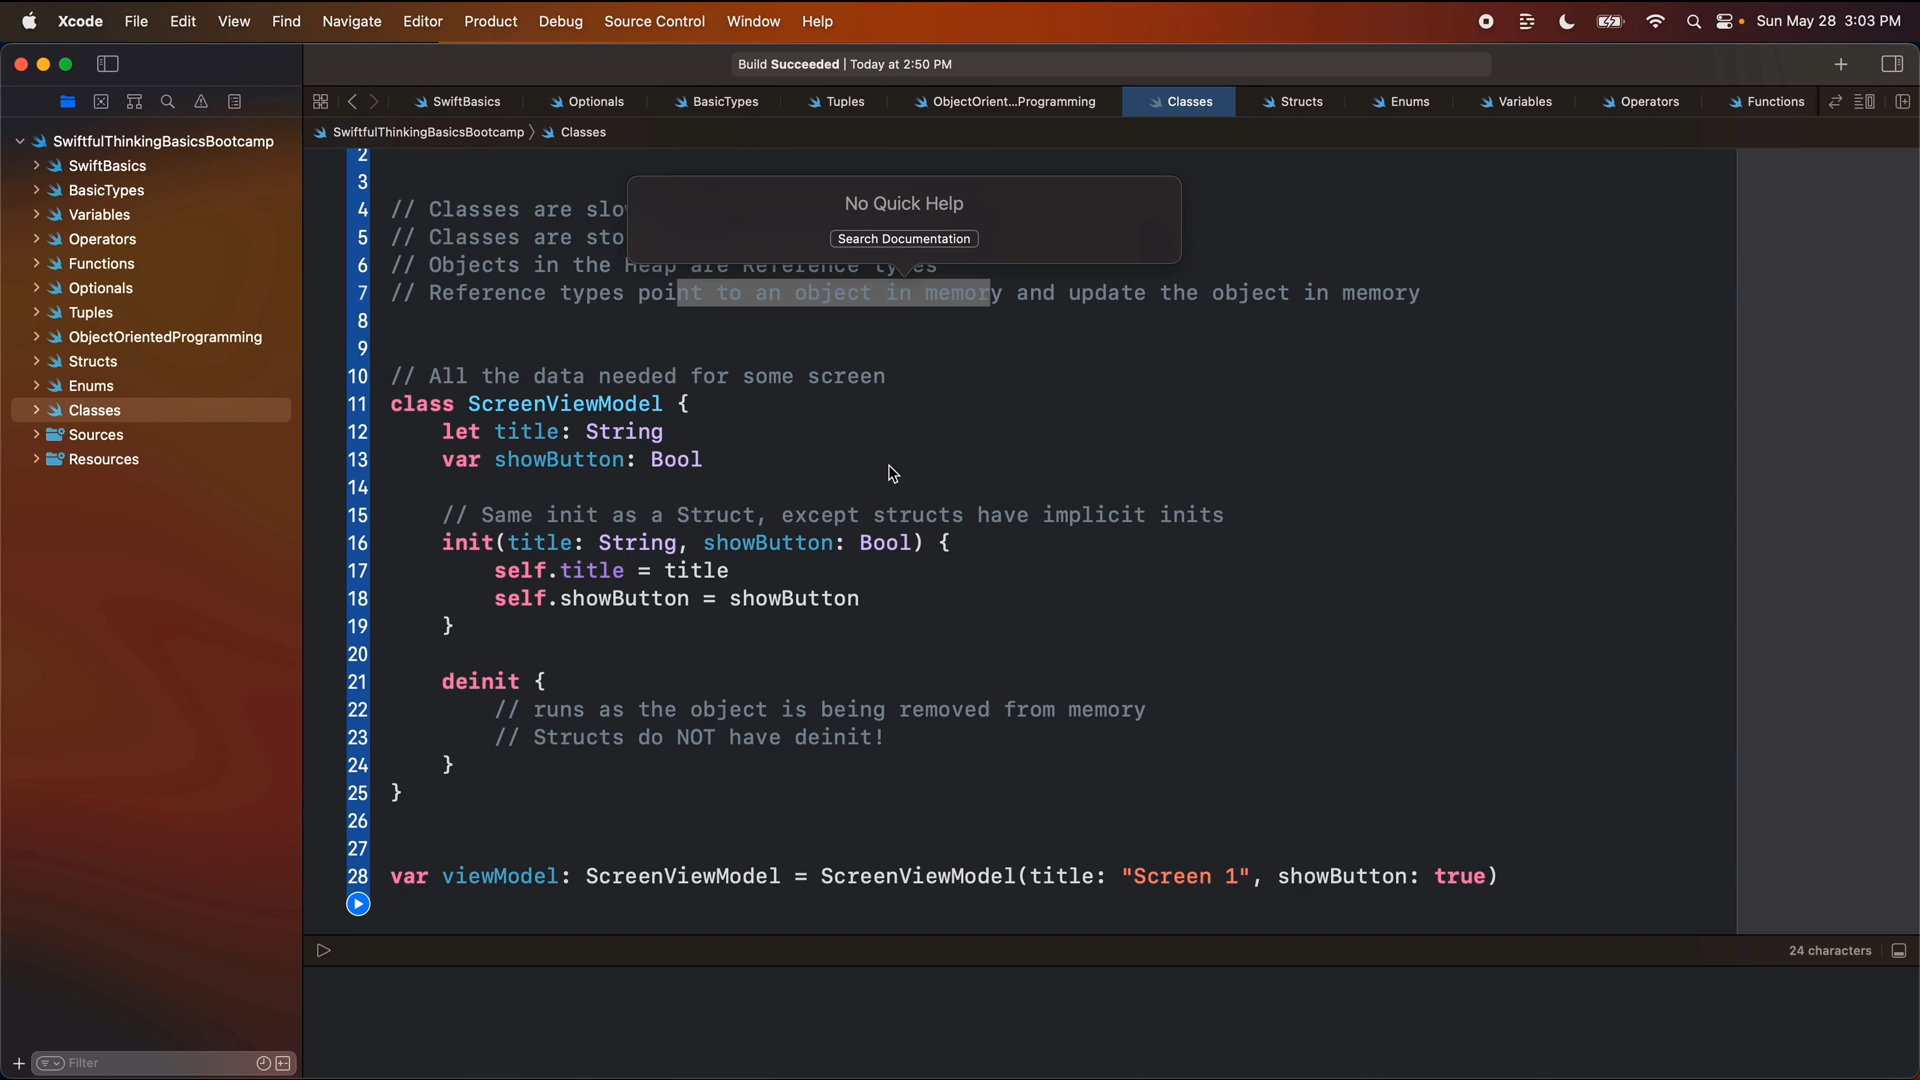 Xcode File Edit View Find Navigate Editor Product Debug Source Control Window Help Sun May 28 3:03 PM
Build Succeeded | Today at 2:50 PM
SwiftBasics Optionals BasicTypes Tuples ObjectOrient...Programming Classes Structs Enums Variables Operators Functions
SwiftfulThinkingBasicsBootcamp Classes
SwiftfulThinkingBasicsBootcamp
SwiftBasics
BasicTypes
Variables
Operators
Functions
Optionals
Tuples
ObjectOrientedProgramming
Structs
Enums
Classes
Sources
Resources
Filter
No Quick Help
Search Documentation
2
3
4 // Classes are slo
5 // Classes are sto
6 // Objects in the Heap are Reference types
7 // Reference types point to an object in memory and update the object in memory
8
9
10 // All the data needed for some screen
11 class ScreenViewModel {
12 let title: String
13 var showButton: Bool
14
15 // Same init as a Struct, except structs have implicit inits
16 init(title: String, showButton: Bool) {
17 self.title = title
18 self.showButton = showButton
19 }
20
21 deinit {
22 // runs as the object is being removed from memory
23 // Structs do NOT have deinit!
24 }
25 }
26
27
28 var viewModel: ScreenViewModel = ScreenViewModel(title: "Screen 1", showButton: true)
24 characters